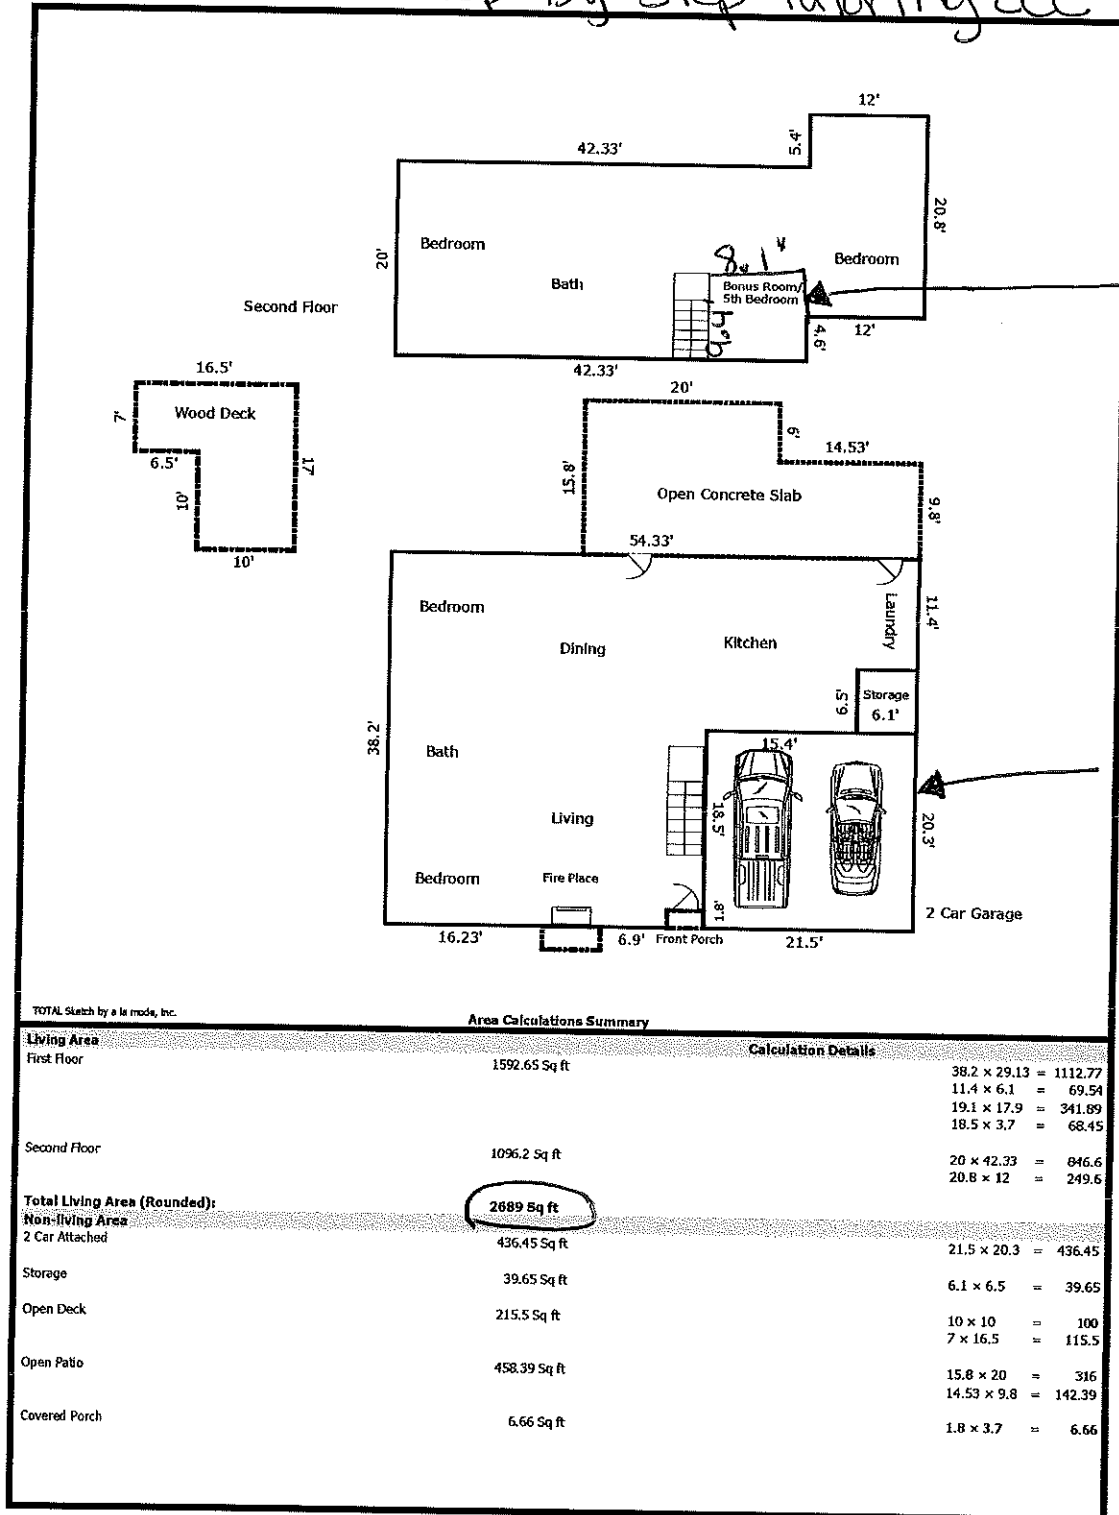 By Step Tutoring LLC
12'
42.33'
5.4'
20'
20.8'
Bedroom
Bath
8.1"
Bonus Room/
5th Bedroom
Bedroom
Second Floor
4.6'
12'
42.33'
16.5'
7'
Wood Deck
6.5'
17'
10'
10'
20'
6'
14.53'
15.8'
Open Concrete Slab
9.8'
54.33'
Bedroom
Dining
Kitchen
Laundry
11.4'
6.5'
Storage
6.1'
38.2'
Bath
15.4'
18.5'
Living
20.3'
Bedroom
Fire Place
1.8'
2 Car Garage
16.23'
6.9'
Front Porch
21.5'
TOTAL Sketch by a la mode, inc.
Area Calculations Summary
Living Area Calculation Details
First Floor 1592.65 Sq ft 38.2 x 29.13 = 1112.77
11.4 x 6.1 = 69.54
19.1 x 17.9 = 341.89
18.5 x 3.7 = 68.45
Second Floor 1096.2 Sq ft 20 x 42.33 = 846.6
20.8 x 12 = 249.6
Total Living Area (Rounded): 2689 Sq ft
Non-living Area
2 Car Attached 436.45 Sq ft 21.5 x 20.3 = 436.45
Storage 39.65 Sq ft 6.1 x 6.5 = 39.65
Open Deck 215.5 Sq ft 10 x 10 = 100
7 x 16.5 = 115.5
Open Patio 458.39 Sq ft 15.8 x 20 = 316
14.53 x 9.8 = 142.39
Covered Porch 6.66 Sq ft 1.8 x 3.7 = 6.66